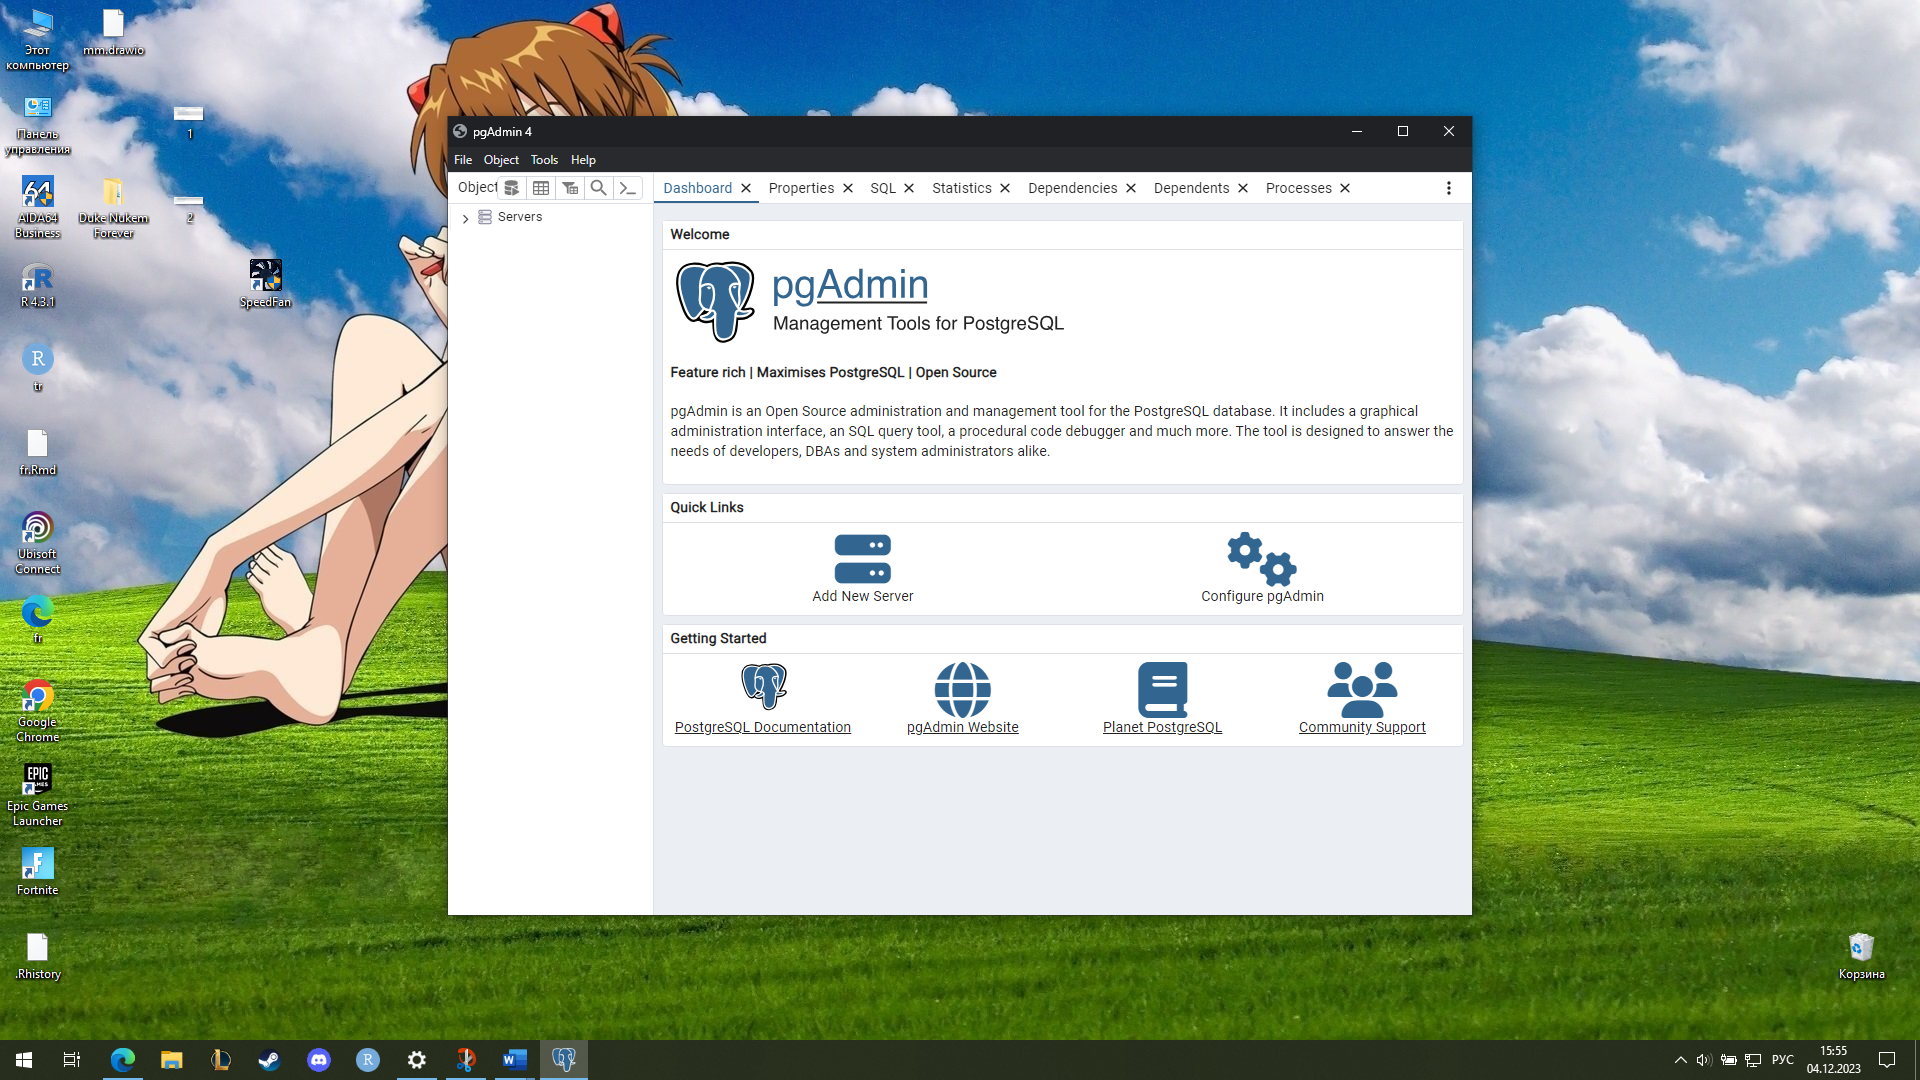 Этот
компьютер
mm.drawio
Панель
управления
1
64
AIDA64
Business
Duke Nukem
Forever
2
R 4.3.1
SpeedFan
R
tr
fr.Rmd
Ubisoft
Connect
fr
Google
Chrome
EPIC
Epic Games
Launcher
F
Fortnite
.Rhistory
pgAdmin 4
File Object Tools Help
Object
Dashboard Properties SQL Statistics Dependencies Dependents Processes
Servers
Welcome
pgAdmin
Management Tools for PostgreSQL
Feature rich | Maximises PostgreSQL | Open Source
pgAdmin is an Open Source administration and management tool for the PostgreSQL database. It includes a graphical
administration interface, an SQL query tool, a procedural code debugger and much more. The tool is designed to answer the
needs of developers, DBAs and system administrators alike.
Quick Links
Add New Server Configure pgAdmin
Getting Started
PostgreSQL Documentation pgAdmin Website Planet PostgreSQL Community Support
Корзина
РУС
15:55
04.12.2023